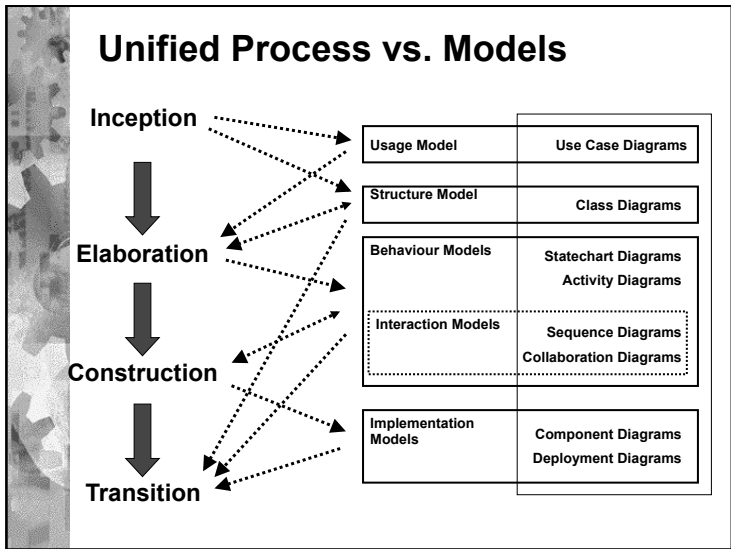 Unified Process vs. Models
Inception
Elaboration
Construction
Transition
Usage Model
Use Case Diagrams
Structure Model
Class Diagrams
Behaviour Models
Statechart Diagrams
Activity Diagrams
Interaction Models
Sequence Diagrams
Collaboration Diagrams
Implementation
Models
Component Diagrams
Deployment Diagrams